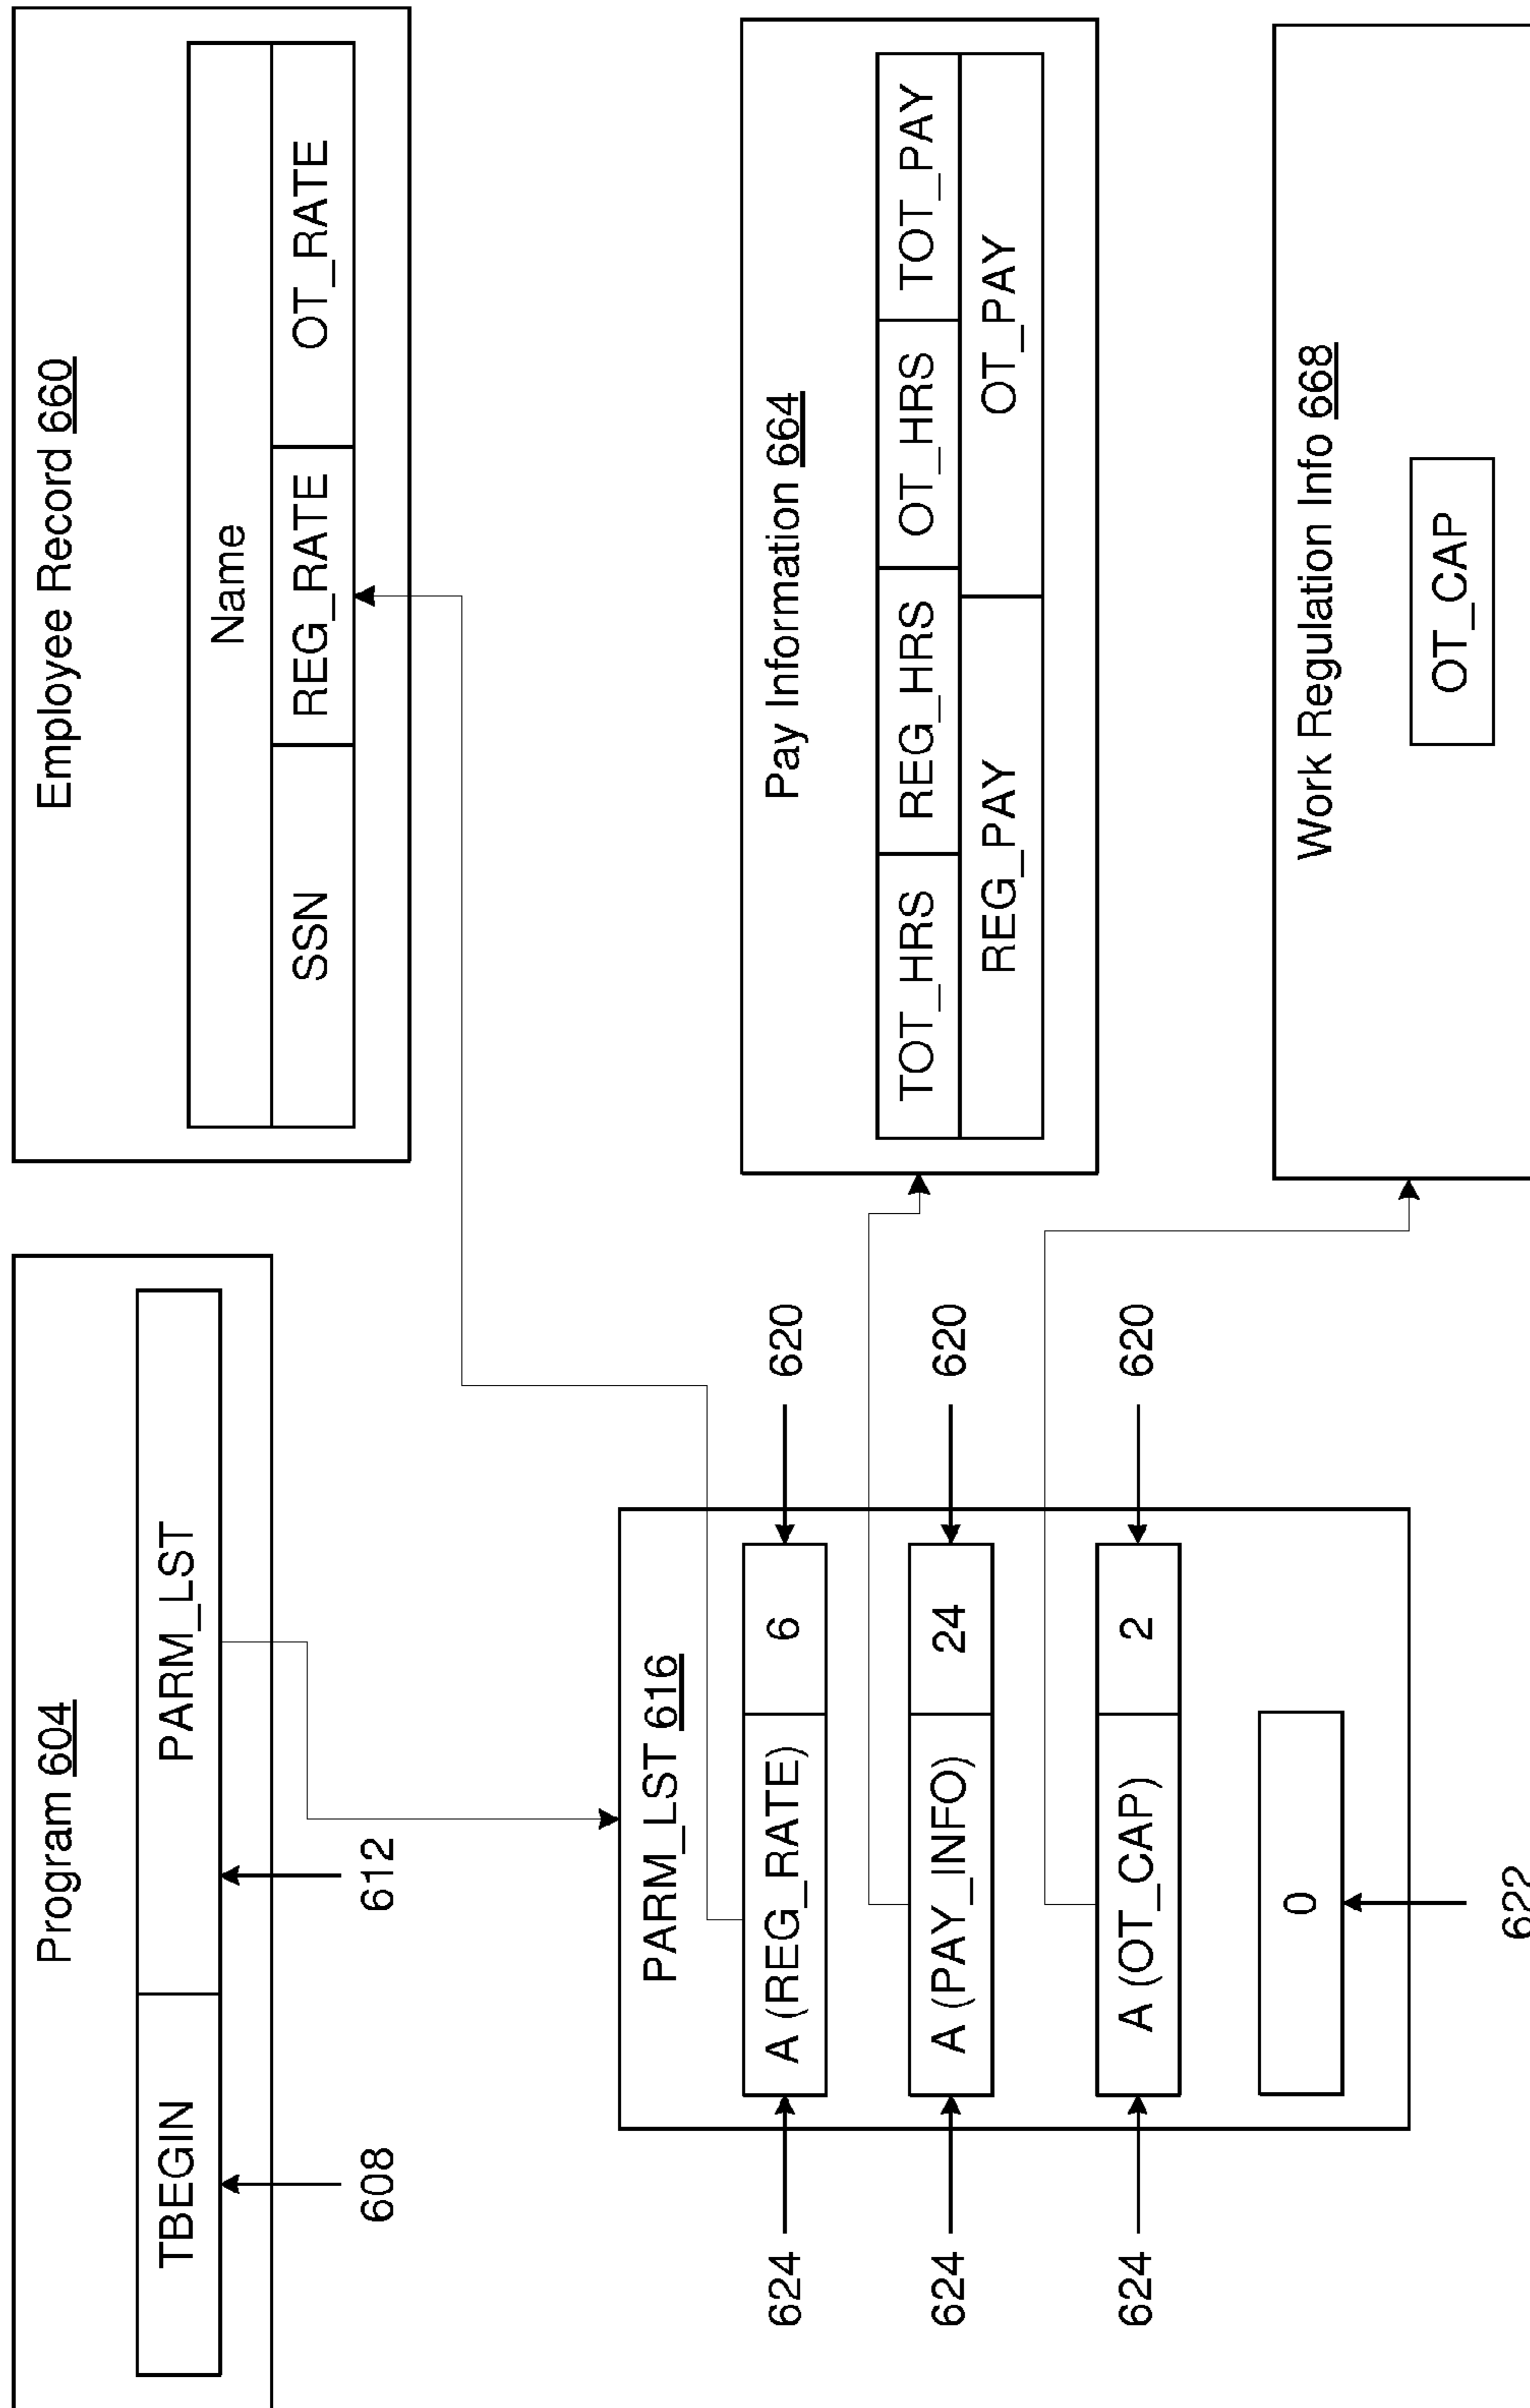 Program 604
TBEGIN PARM_LST
608 612
PARM_LST 616
624 A (REG_RATE) 6 620
624 A (PAY_INFO) 24 620
624 A (OT_CAP) 2 620
0
622
Employee Record 660
Name
SSN REG_RATE OT_RATE
Pay Information 664
TOT_HRS REG_HRS OT_HRS TOT_PAY
REG_PAY OT_PAY
Work Regulation Info 668
OT_CAP